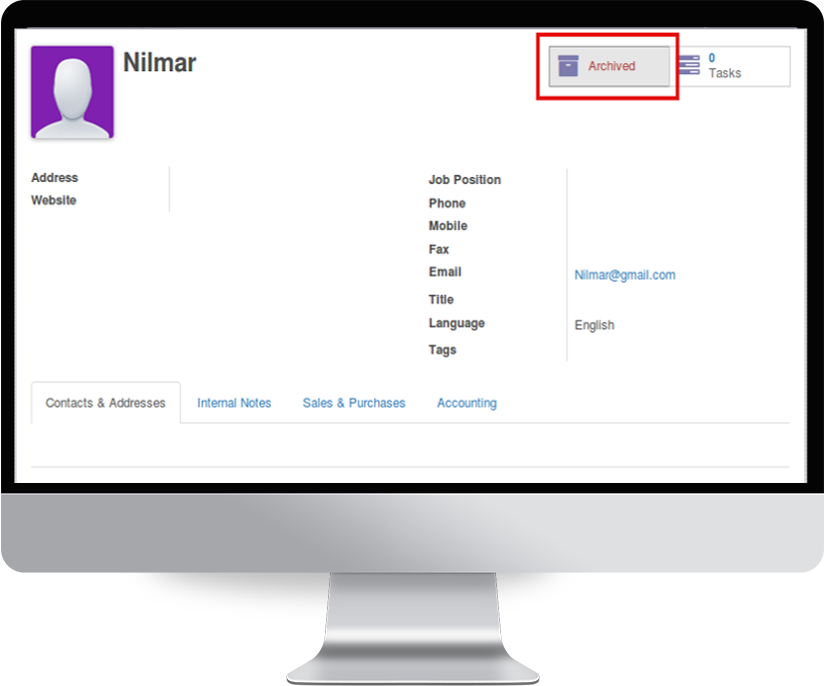 Nilmar
Archived
0
Tasks
Address
Website
Job Position
Phone
Mobile
Fax
Email Nilmar@gmail.com
Title
Language English
Tags
Contacts & Addresses Internal Notes Sales & Purchases Accounting